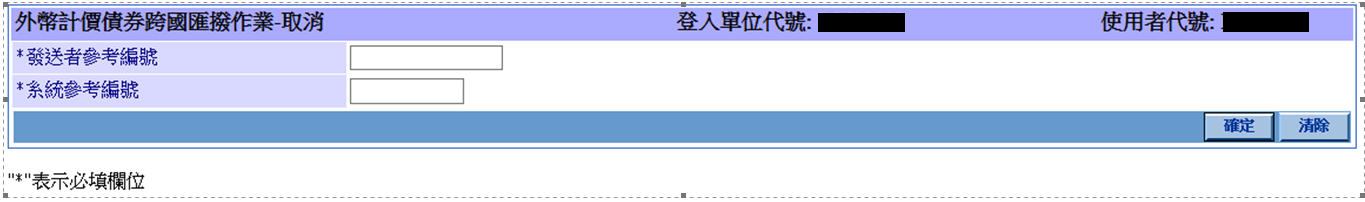 外幣計價債券跨國匯撥作業-取消 登入單位代號: 使用者代號:
*發送者參考編號
*系統參考編號
確定 清除
"*"表示必填欄位